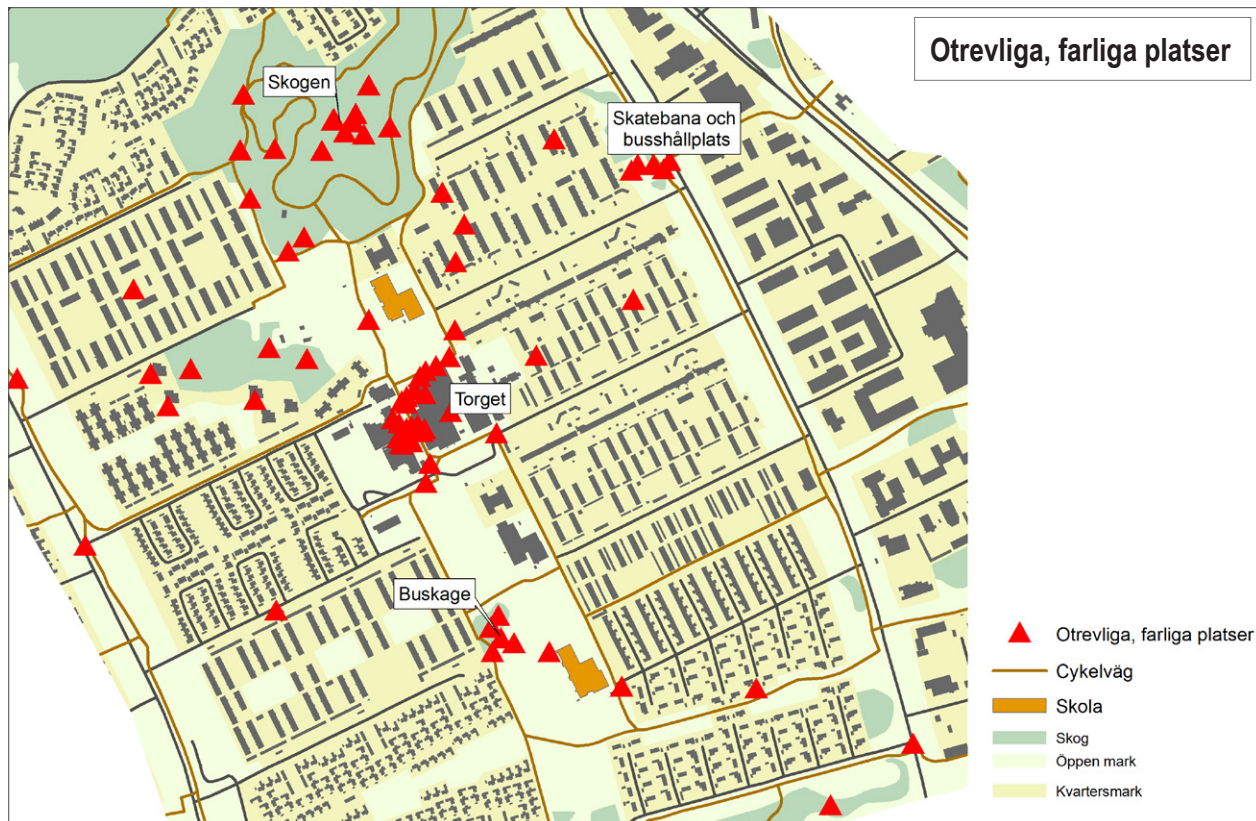 Otrevliga, farliga platser
Skogen
Skatebana och
busshållplats
Torget
Buskage
Otrevliga, farliga platser
Cykelväg
Skola
Skog
Öppen mark
Kvartersmark